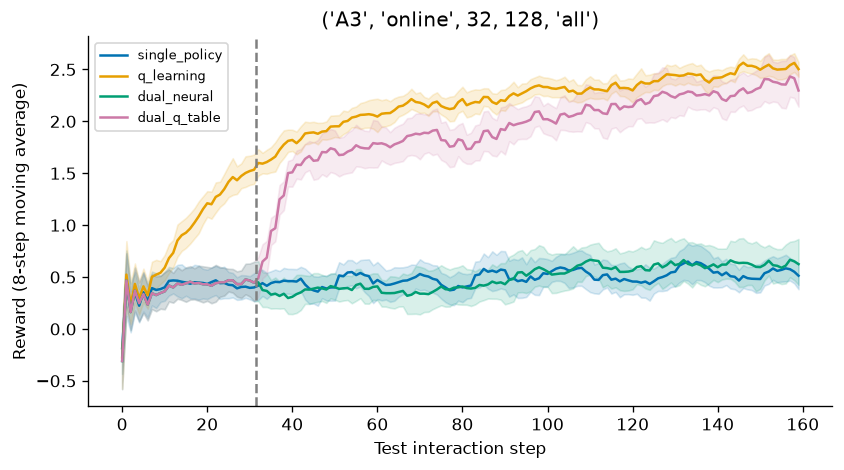 ('A3', 'online', 32, 128, 'all')
single_policy
q_learning
dual_neural
dual_q_table
Reward (8-step moving average)
2.5
2.0
1.5
1.0
0.5
0.0
−0.5
0 20 40 60 80 100 120 140 160
Test interaction step